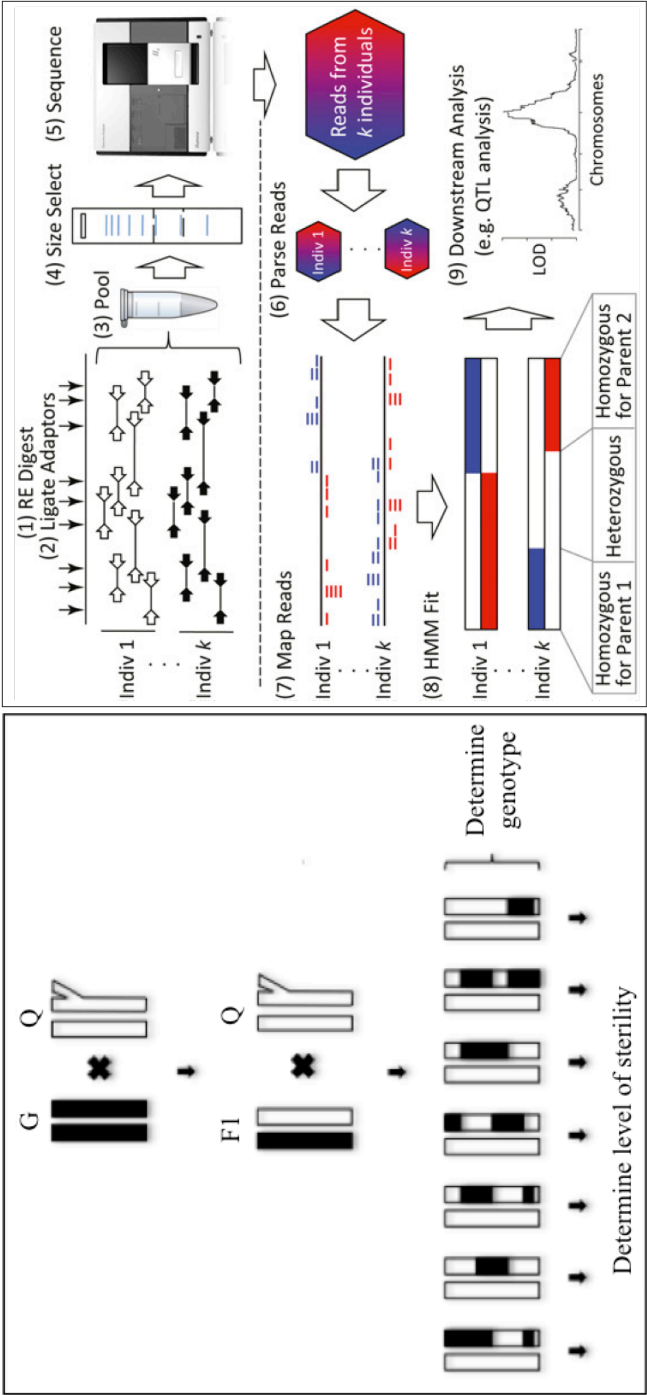 G
Q
F1
Q
Determine
genotype
Determine level of sterility
(1) RE Digest
(2) Ligate Adaptors
(3) Pool
(4) Size Select
(5) Sequence
Indiv 1
Indiv k
Reads from
k individuals
(6) Parse Reads
Indiv 1
Indiv k
(7) Map Reads
Indiv 1
Indiv k
(8) HMM Fit
Indiv 1
Indiv k
Homozygous
for Parent 1
Heterozygous
Homozygous
for Parent 2
(9) Downstream Analysis
(e.g. QTL analysis)
LOD
Chromosomes